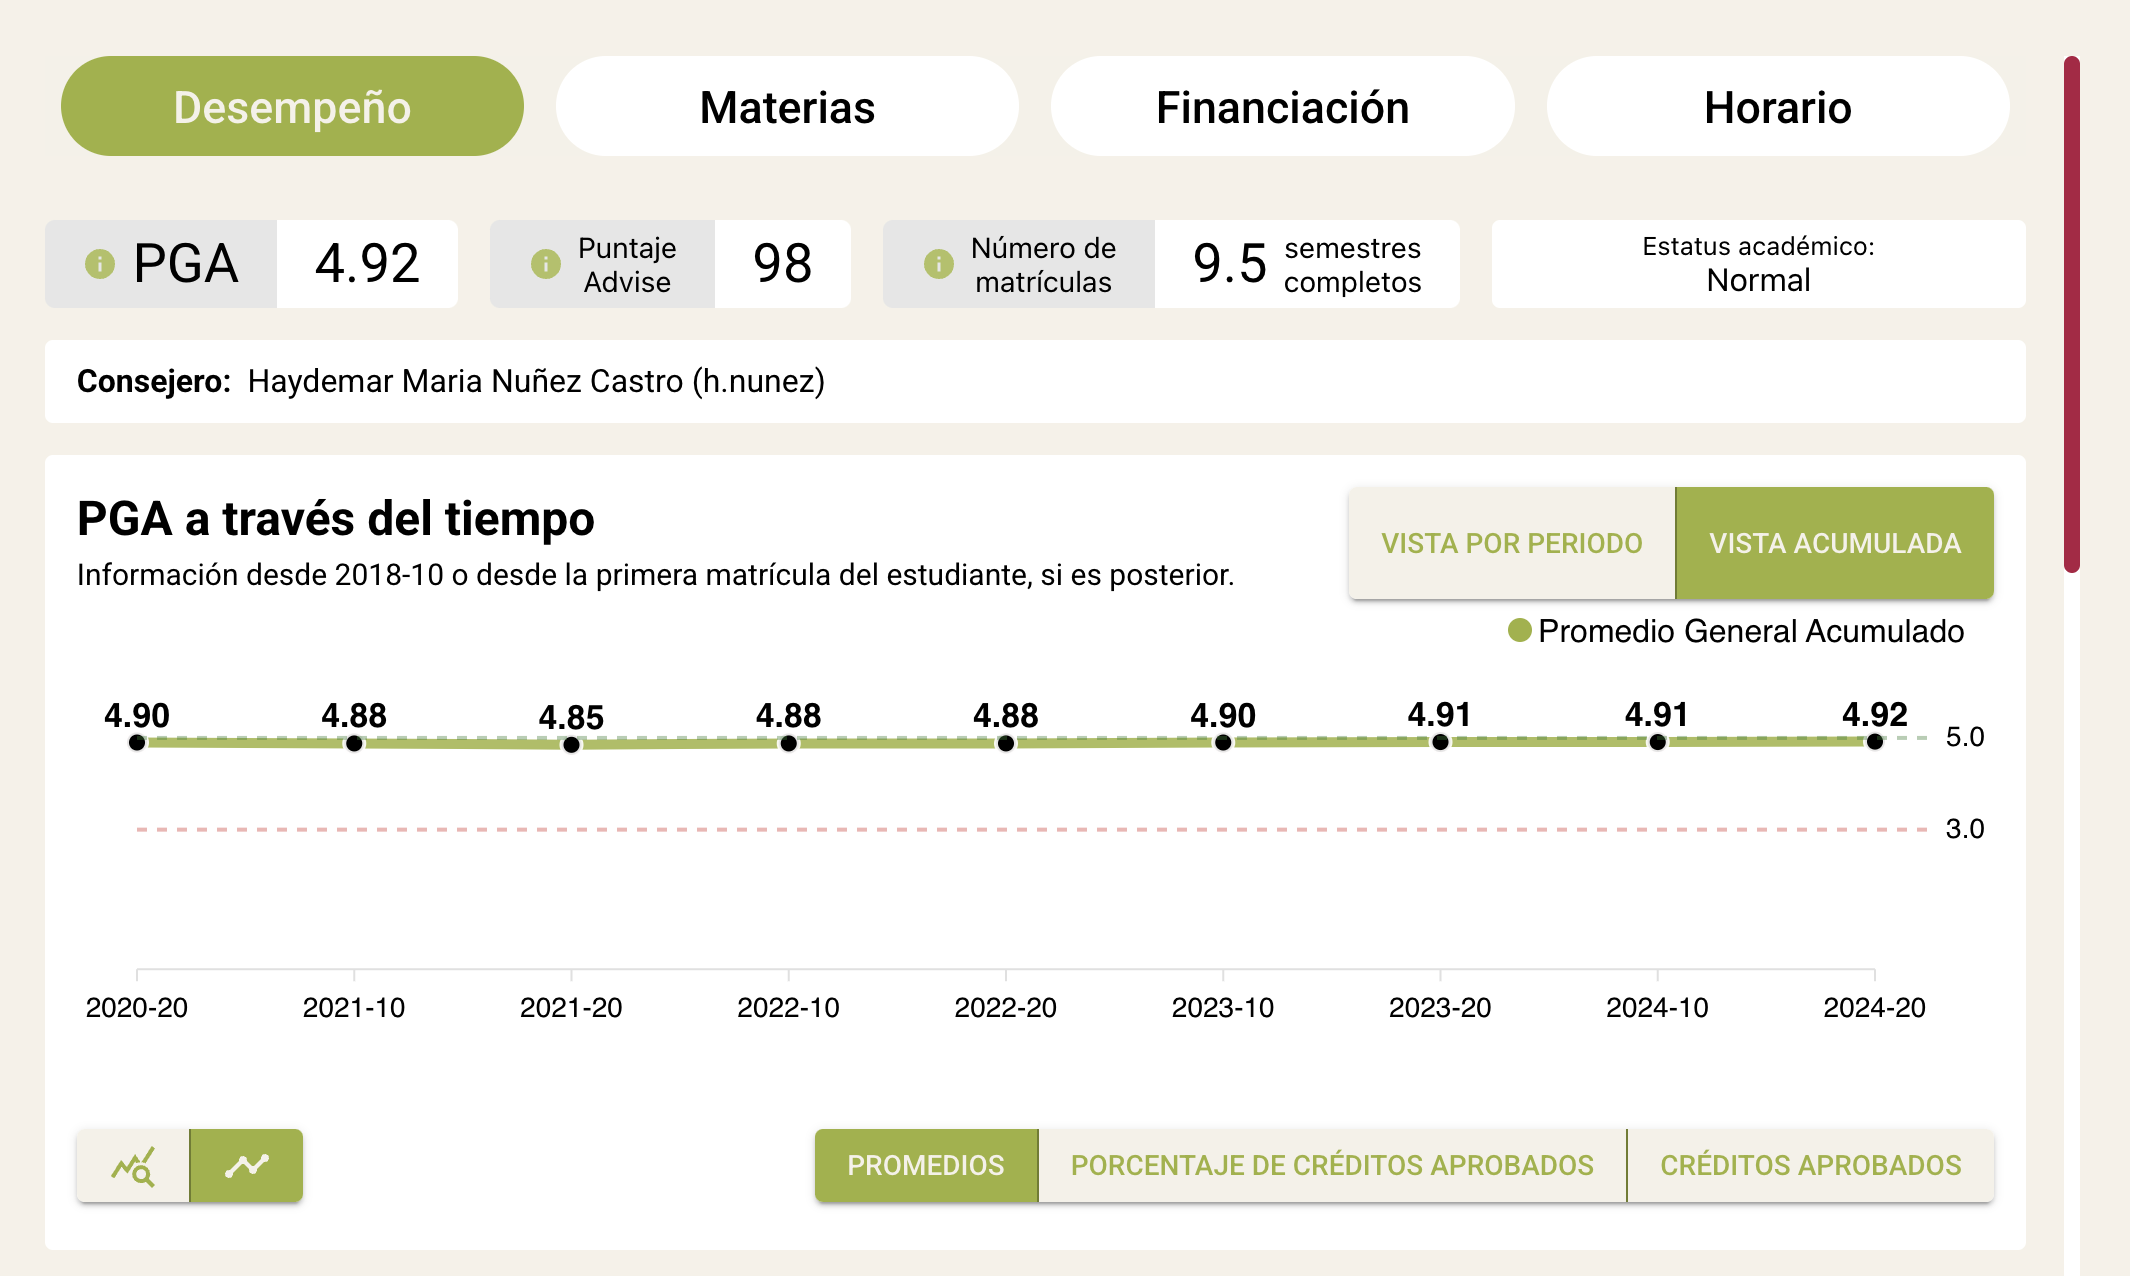 Desempeño
Materias
Financiación
Horario
PGA
4.92
Puntaje
Advise
98
Número de
matrículas
9.5
semestres
completos
Estatus académico:
Normal
Consejero: Haydemar Maria Nuñez Castro (h.nunez)
PGA a través del tiempo
Información desde 2018-10 o desde la primera matrícula del estudiante, si es posterior.
VISTA POR PERIODO
VISTA ACUMULADA
Promedio General Acumulado
4.90 4.88 4.85 4.88 4.88 4.90 4.91 4.91 4.92
5.0
3.0
2020-20 2021-10 2021-20 2022-10 2022-20 2023-10 2023-20 2024-10 2024-20
PROMEDIOS
PORCENTAJE DE CRÉDITOS APROBADOS
CRÉDITOS APROBADOS